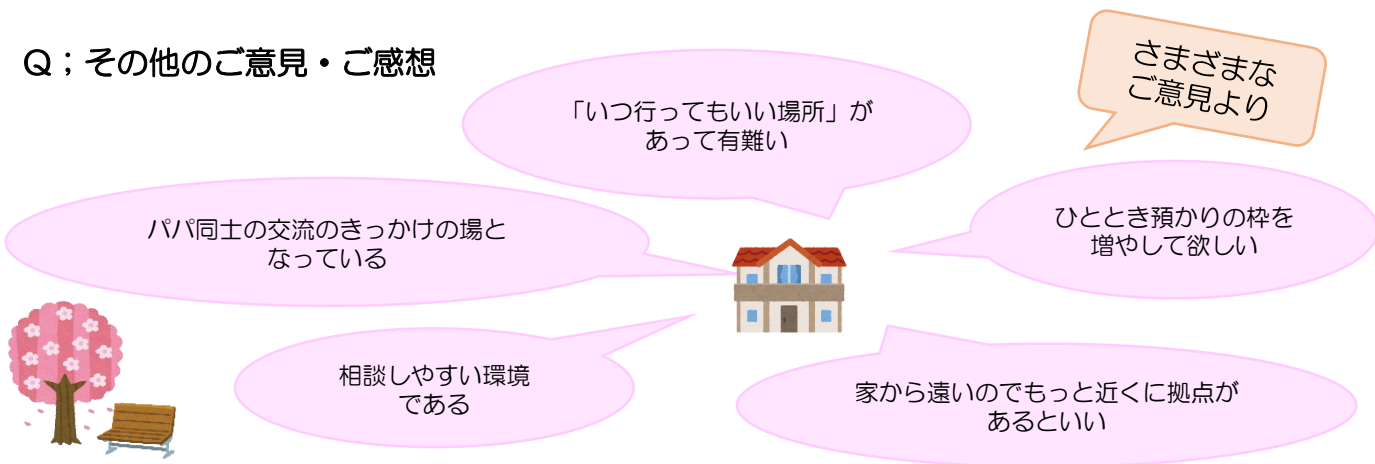 Q；その他のご意見・ご感想
さまざまな
ご意見より
「いつ行ってもいい場所」が
あって有難い
パパ同士の交流のきっかけの場と
なっている
ひととき預かりの枠を
増やして欲しい
相談しやすい環境
である
家から遠いのでもっと近くに拠点が
あるといい